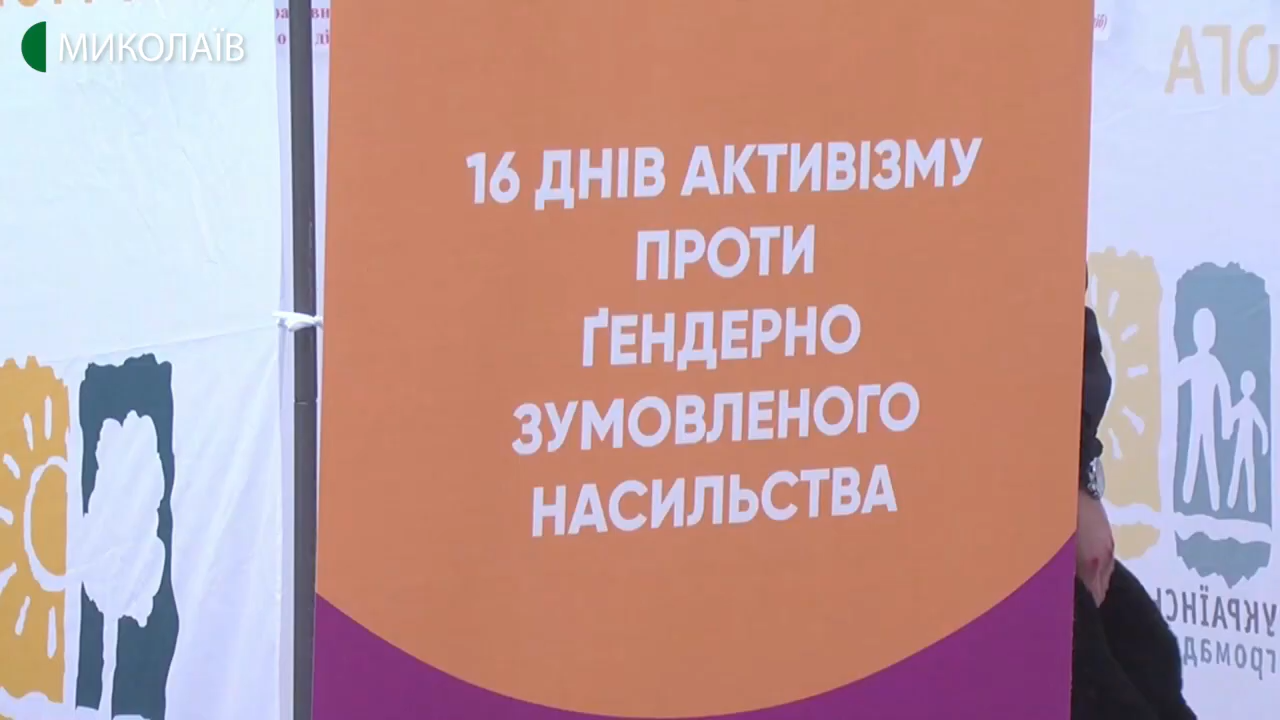 МИКОЛАЇВ
16 ДНІВ АКТИВІЗМУ
ПРОТИ
ҐЕНДЕРНО
ЗУМОВЛЕНОГО
НАСИЛЬСТВА